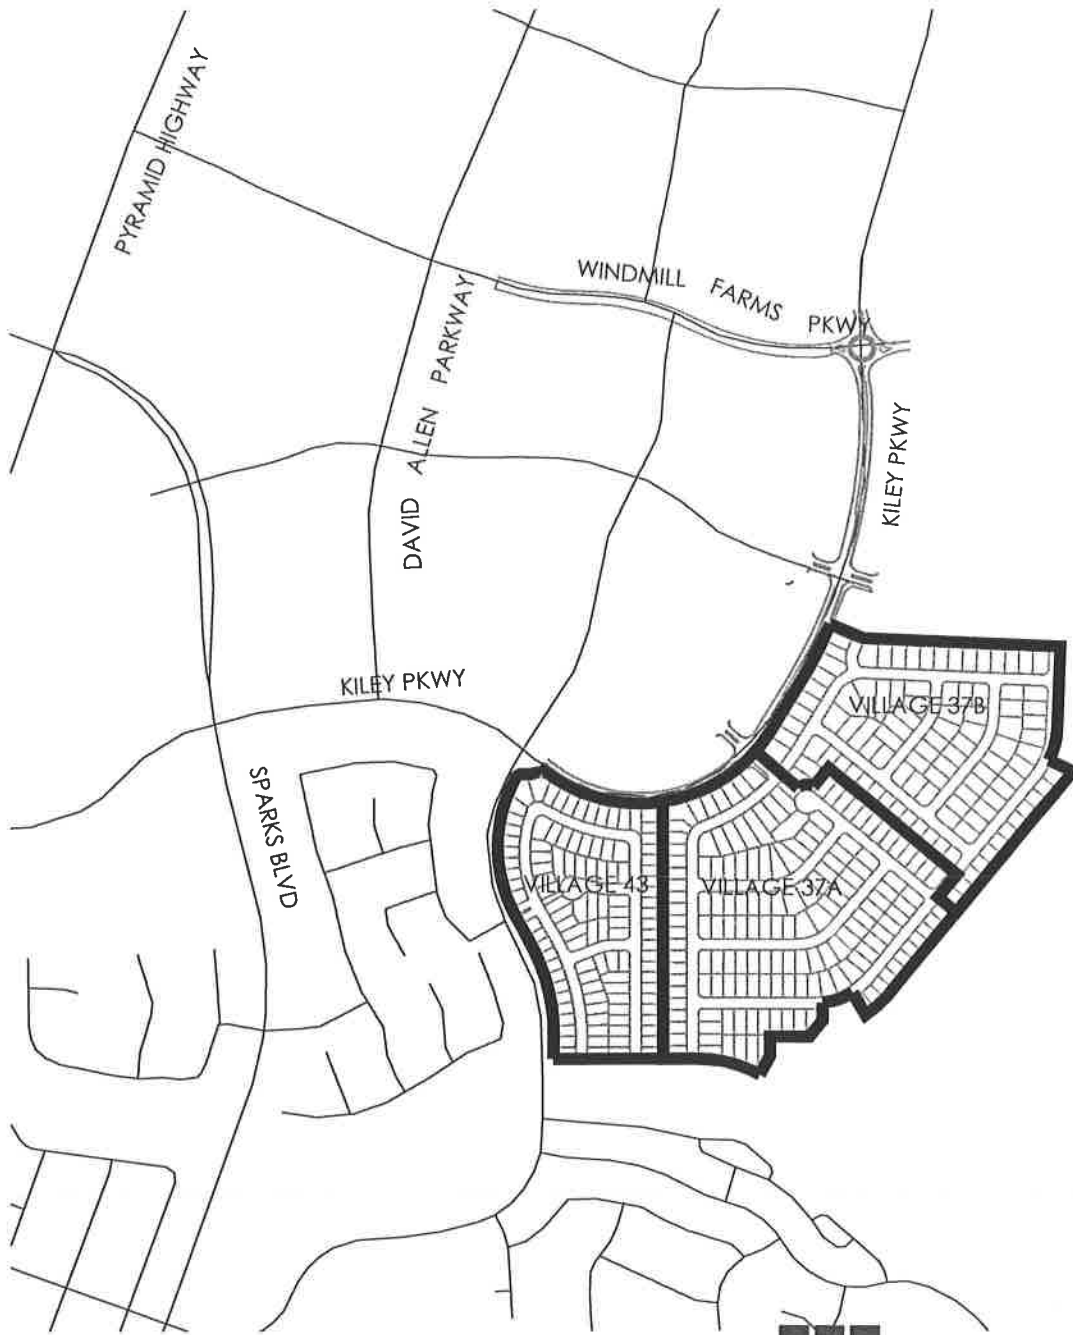 PYRAMID HIGHWAY
WINDMILL FARMS PKWY
DAVID ALLEN PARKWAY
KILEY PKWY
KILEY PKWY
VILLAGE 37B
SPARKS BLVD
VILLAGE 43
VILLAGE 37A